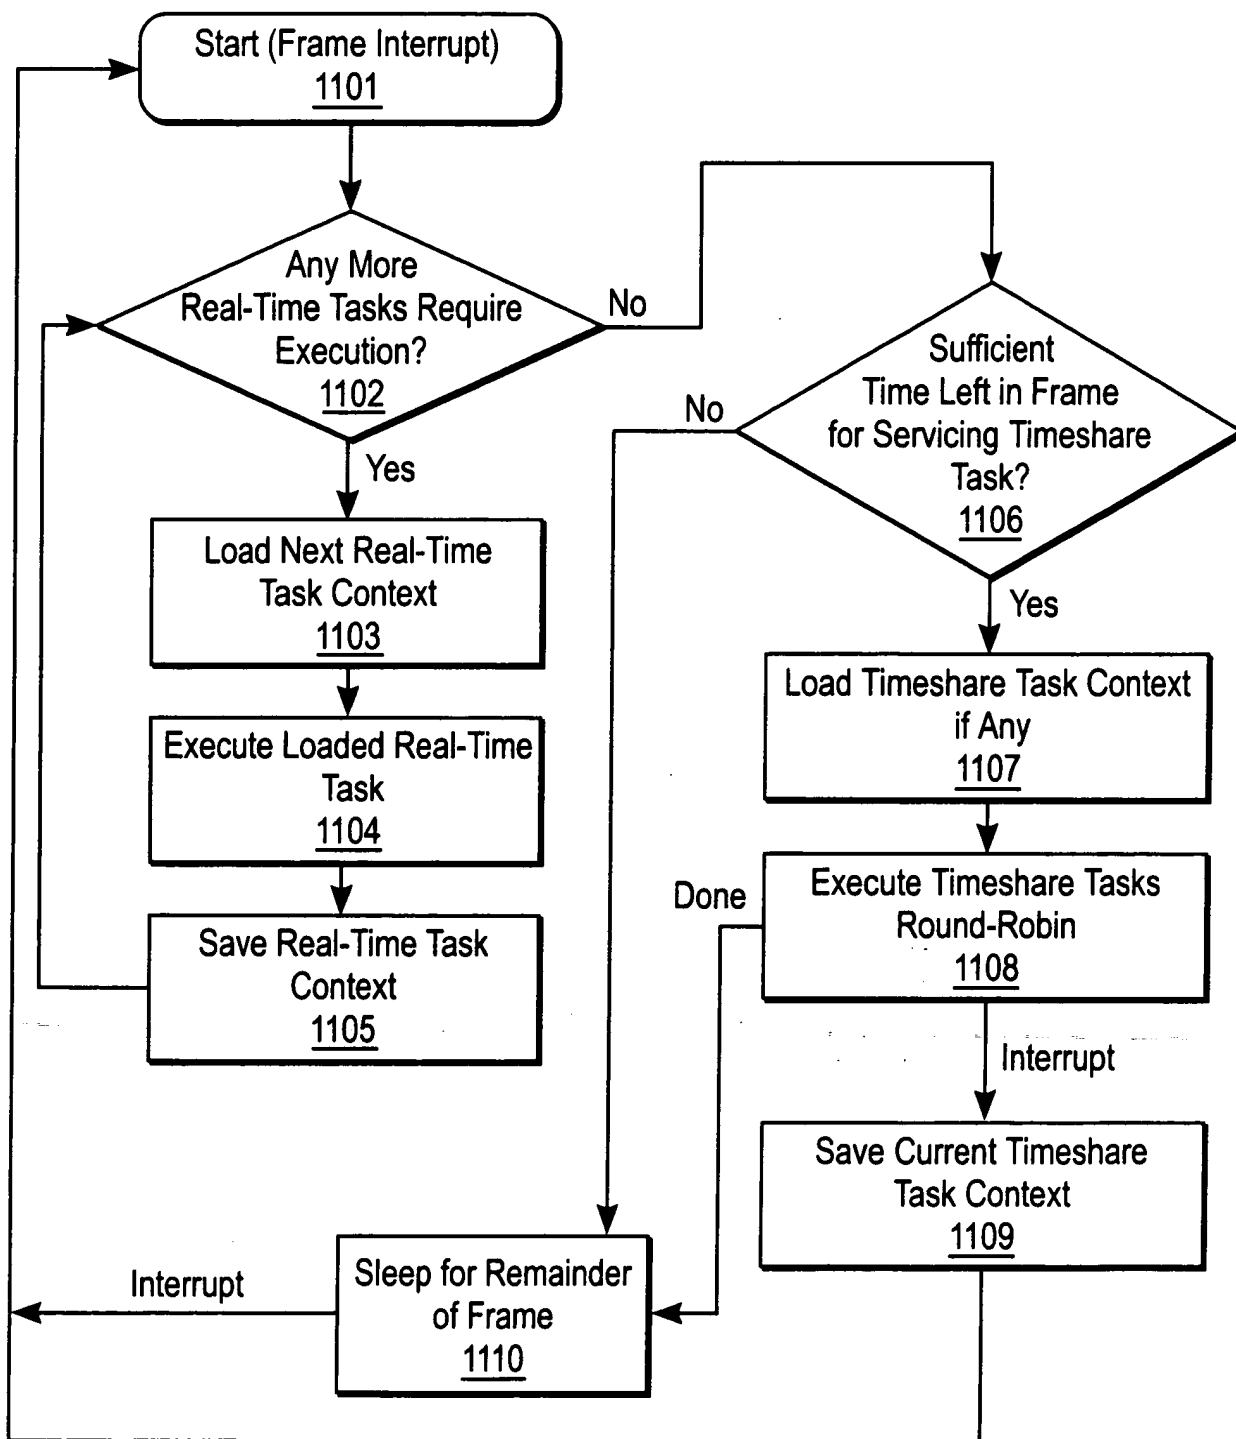 Start (Frame Interrupt)
1101
Any More
Real-Time Tasks Require
Execution?
1102
No
Yes
Load Next Real-Time
Task Context
1103
Execute Loaded Real-Time
Task
1104
Save Real-Time Task
Context
1105
Sufficient
Time Left in Frame
for Servicing Timeshare
Task?
1106
No
Yes
Load Timeshare Task Context
if Any
1107
Execute Timeshare Tasks
Round-Robin
1108
Done
Interrupt
Save Current Timeshare
Task Context
1109
Sleep for Remainder
of Frame
1110
Interrupt